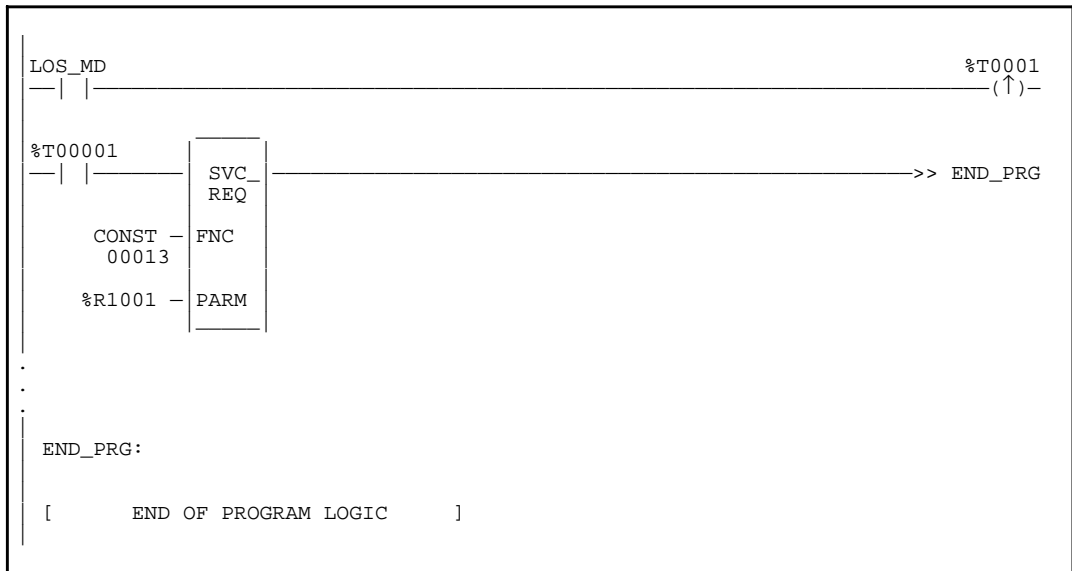 LOS_MD %T0001
(↑)
%T00001
SVC_ >> END_PRG
REQ
CONST FNC
00013
%R1001 PARM
.
.
.
END_PRG:
[ END OF PROGRAM LOGIC ]